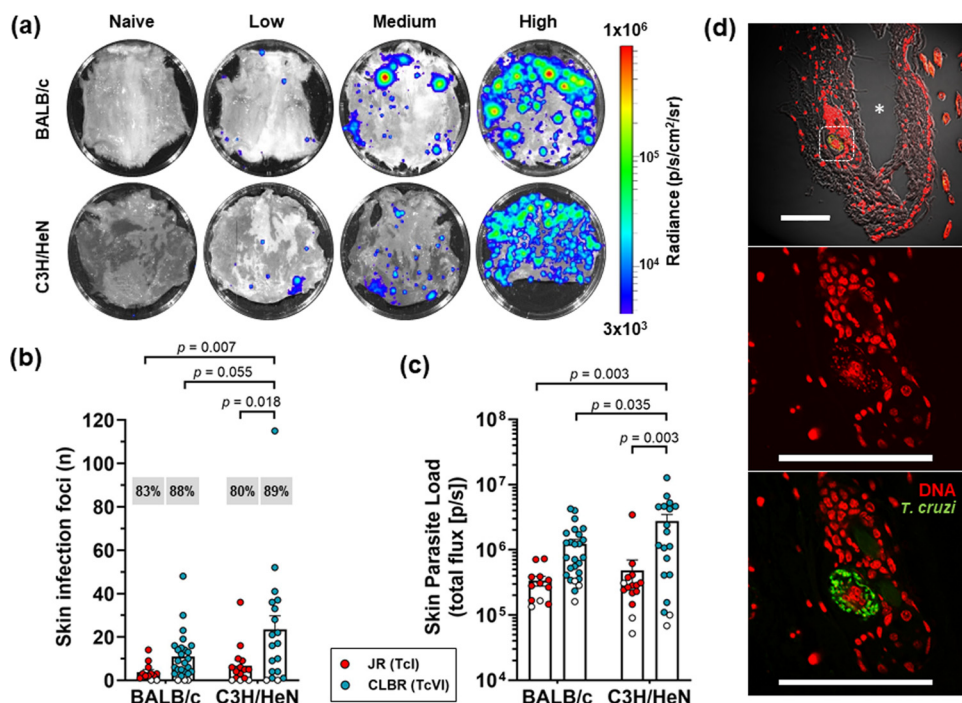 (a)
Naive Low Medium High
BALB/c
C3H/HeN
1x10⁶
10⁵
10⁴
3x10³
Radiance (p/s/cm²/sr)
(b)
p = 0.007
p = 0.055
p = 0.018
Skin infection foci (n)
120
100
80
60
40
20
0
83% 88% 80% 89%
BALB/c C3H/HeN
JR (TcI)
CLBR (TcVI)
(c)
p = 0.003
p = 0.035
p = 0.003
Skin Parasite Load
(total flux [p/s])
10⁸
10⁷
10⁶
10⁵
10⁴
BALB/c C3H/HeN
(d)
*
DNA
T. cruzi